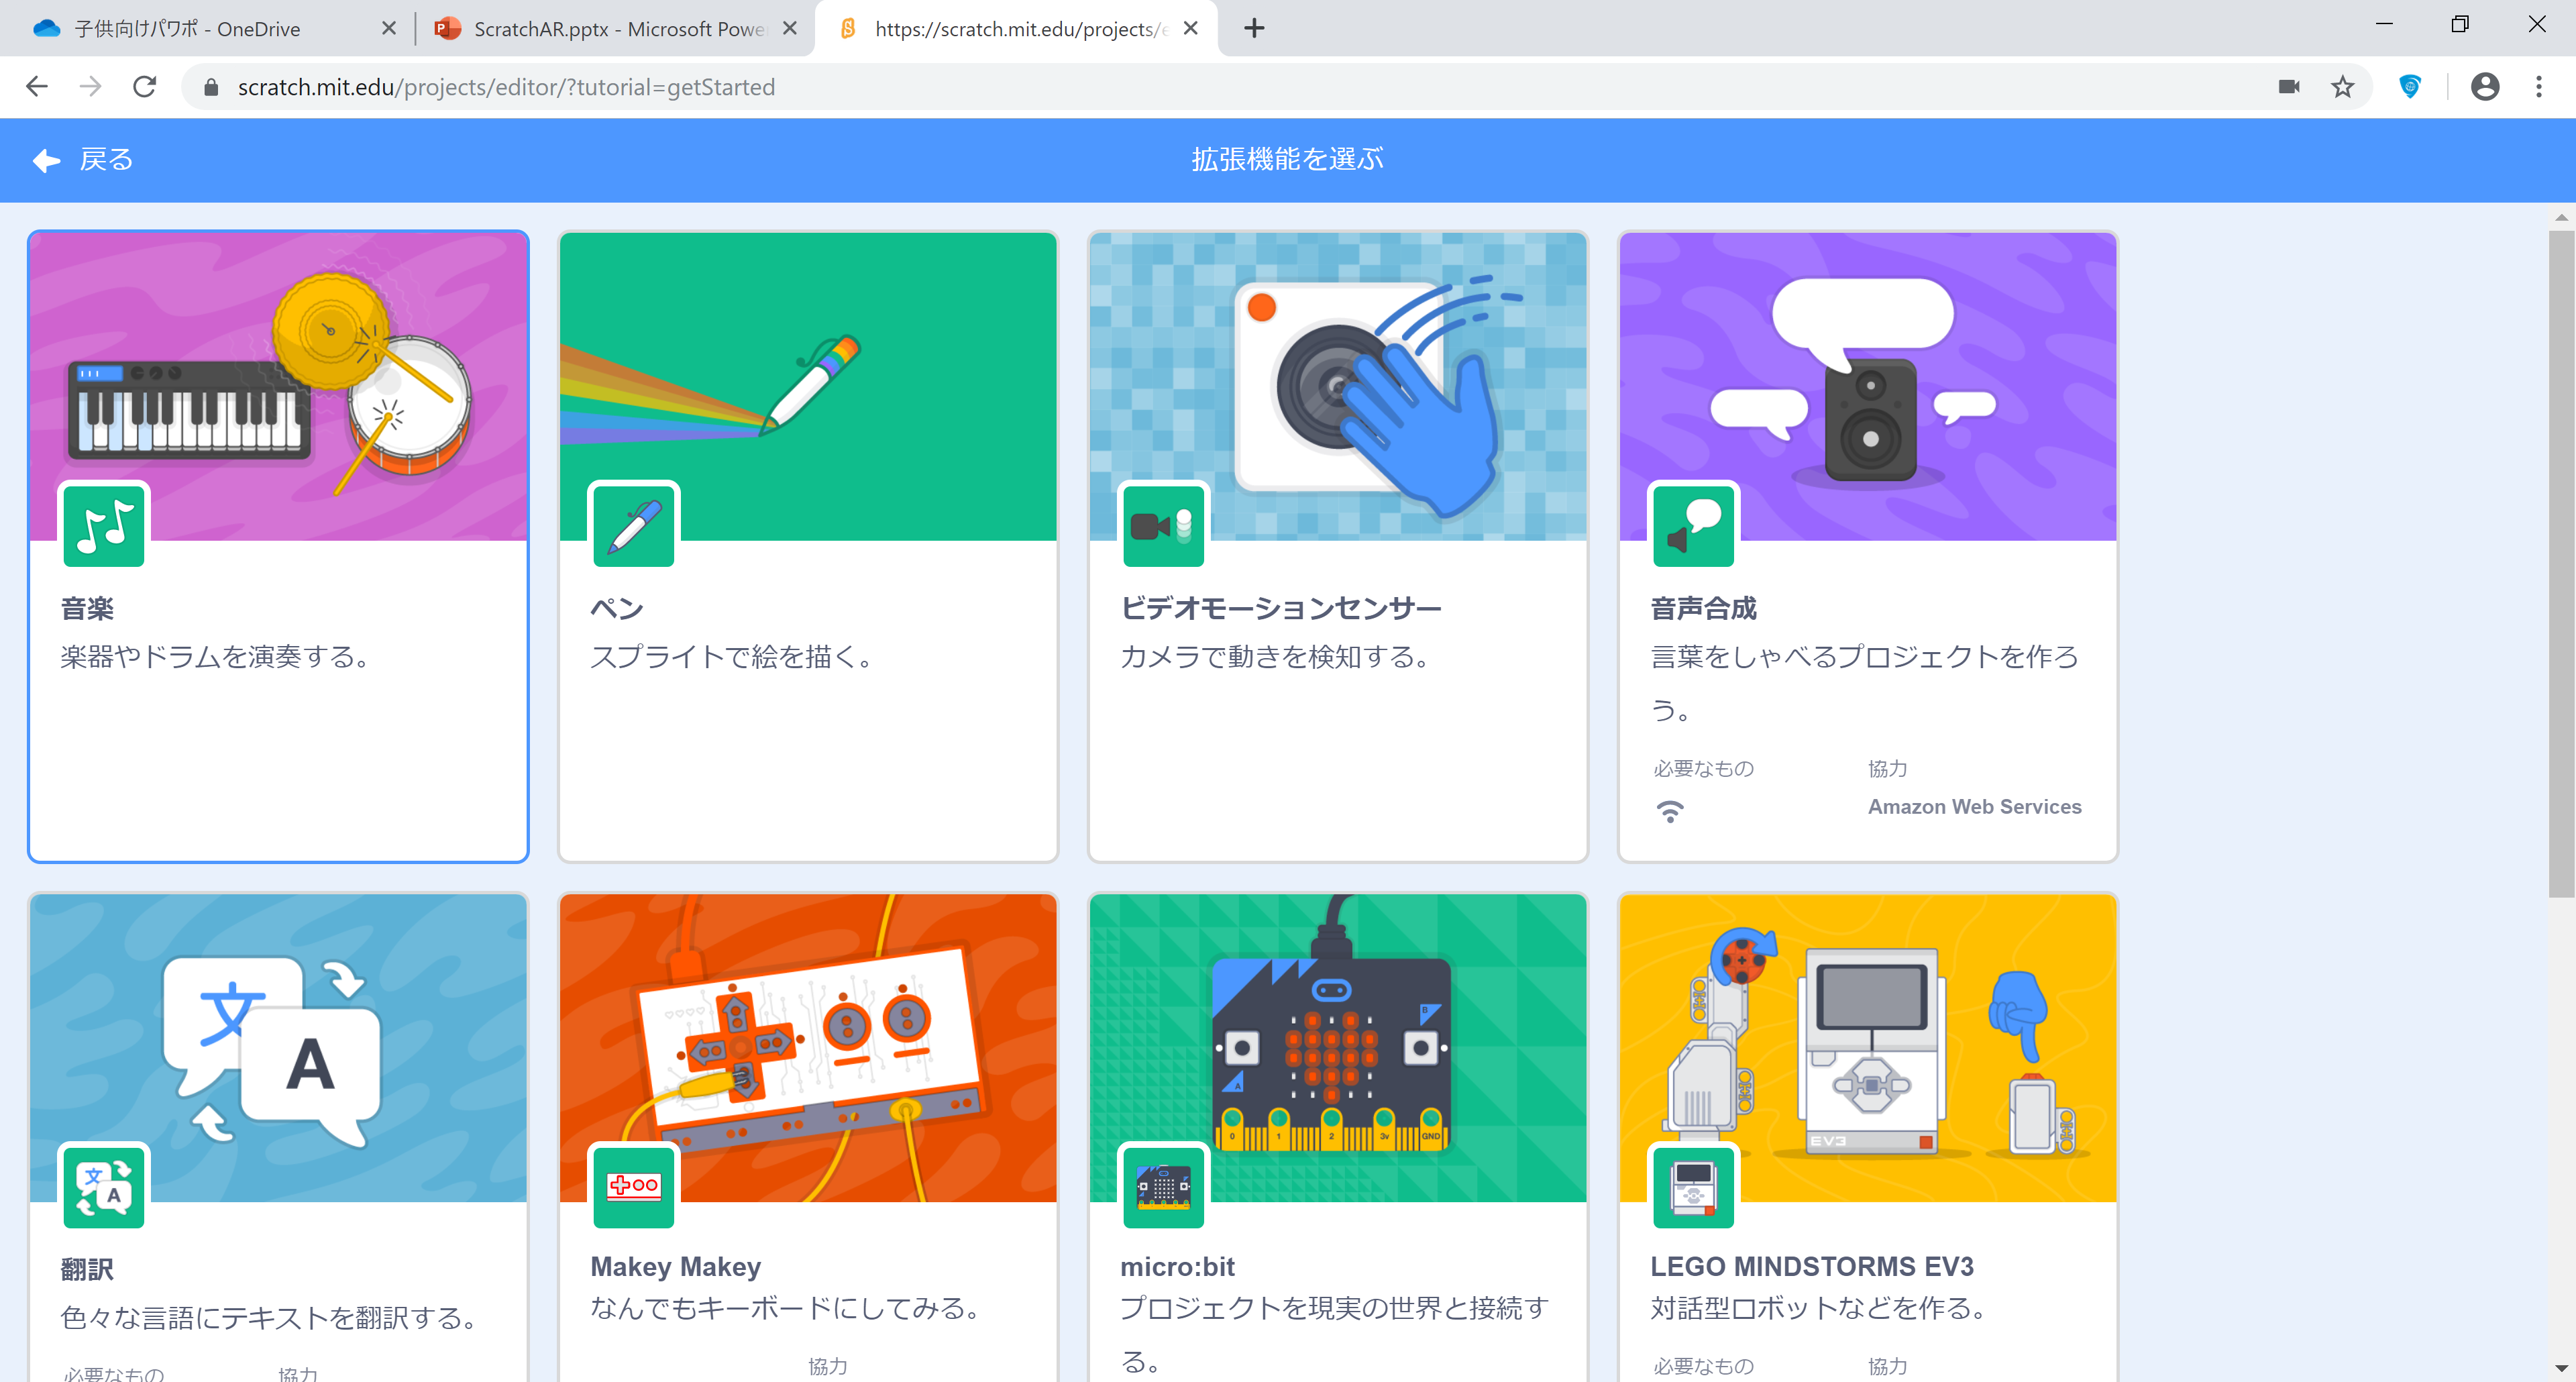 子供向けパワポ - OneDrive
ScratchAR.pptx - Microsoft Powe
https://scratch.mit.edu/projects/e
scratch.mit.edu/projects/editor/?tutorial=getStarted
戻る
拡張機能を選ぶ
音楽
楽器やドラムを演奏する。
ペン
スプライトで絵を描く。
ビデオモーションセンサー
カメラで動きを検知する。
音声合成
言葉をしゃべるプロジェクトを作ろ
う。
必要なもの
協力
Amazon Web Services
文
A
文
A
翻訳
色々な言語にテキストを翻訳する。
必要なもの
協力
Makey Makey
なんでもキーボードにしてみる。
協力
B
A
0 1 2 3v GND
micro:bit
プロジェクトを現実の世界と接続す
る。
EV3
LEGO MINDSTORMS EV3
対話型ロボットなどを作る。
必要なもの
協力